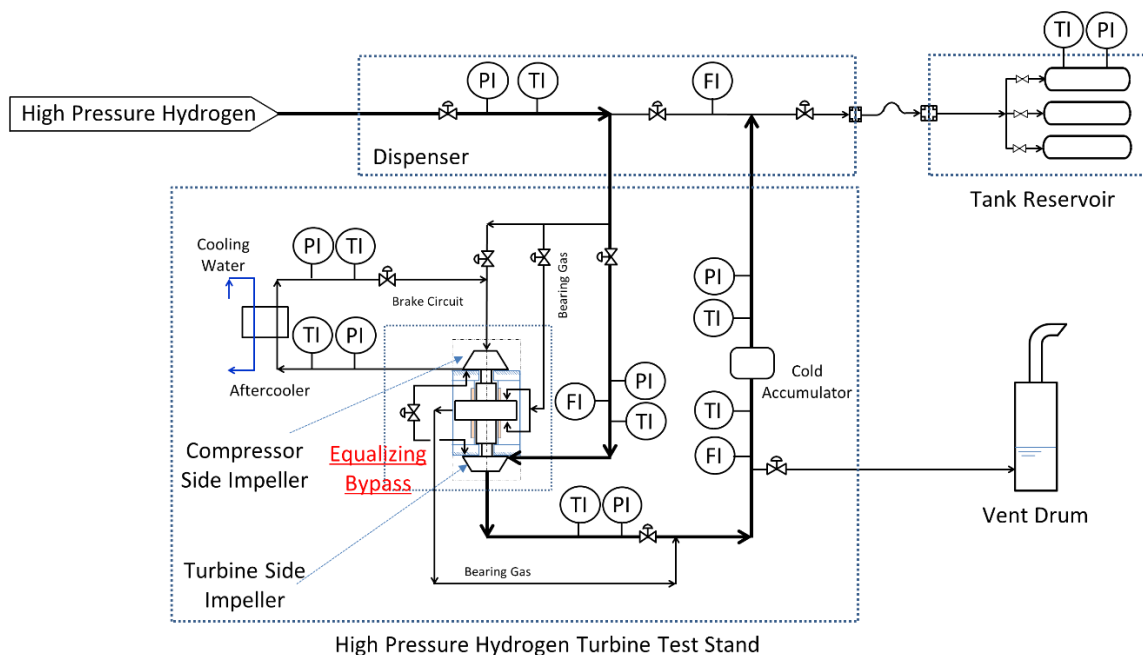 TI PI
PI TI FI
High Pressure Hydrogen
Dispenser
Tank Reservoir
Cooling
Water
PI TI
Brake Circuit
Bearing Gas
PI
TI
TI PI
Aftercooler
Cold
Accumulator
PI
FI
TI
TI
FI
Compressor
Side Impeller
Equalizing
Bypass
TI PI
Vent Drum
Turbine Side
Impeller
Bearing Gas
High Pressure Hydrogen Turbine Test Stand